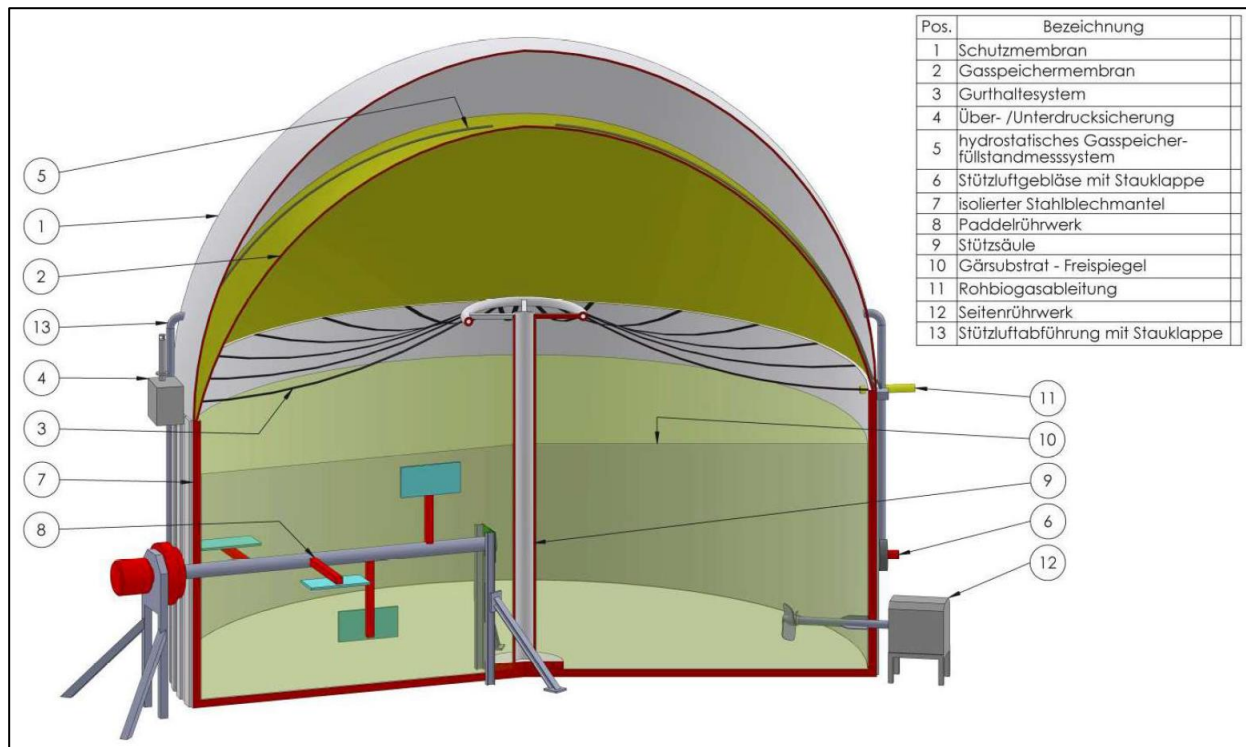 Pos. Bezeichnung
1 Schutzmembran
2 Gasspeichermembran
3 Gurthaltesystem
4 Über- /Unterdrucksicherung
5 hydrostatisches Gasspeicher-
füllstandmesssystem
6 Stützluftgebläse mit Stauklappe
7 isolierter Stahlblechmantel
8 Paddelrührwerk
9 Stützsäule
10 Gärsubstrat - Freispiegel
11 Rohbiogasableitung
12 Seitenrührwerk
13 Stützluftabführung mit Stauklappe
5
1
2
13
4
3
7
8
11
10
9
6
12